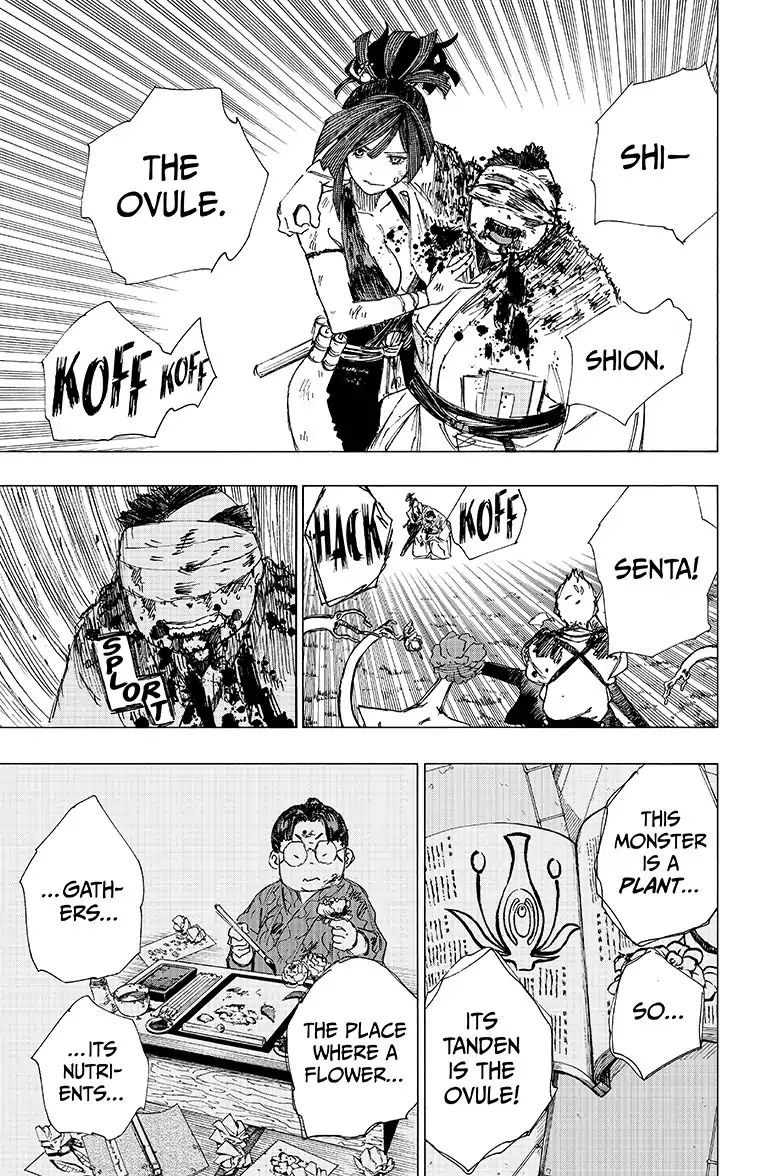 SHI–
SHION.
THE
OVULE.
KOFF
KOFF
SENTA!
KOFF
HACK
SPLORT
THIS
MONSTER
IS A
PLANT...
SO...
ITS
TANDEN
IS THE
OVULE!
THE PLACE
WHERE A
FLOWER...
...GATH-
ERS...
...ITS
NUTRI-
ENTS...